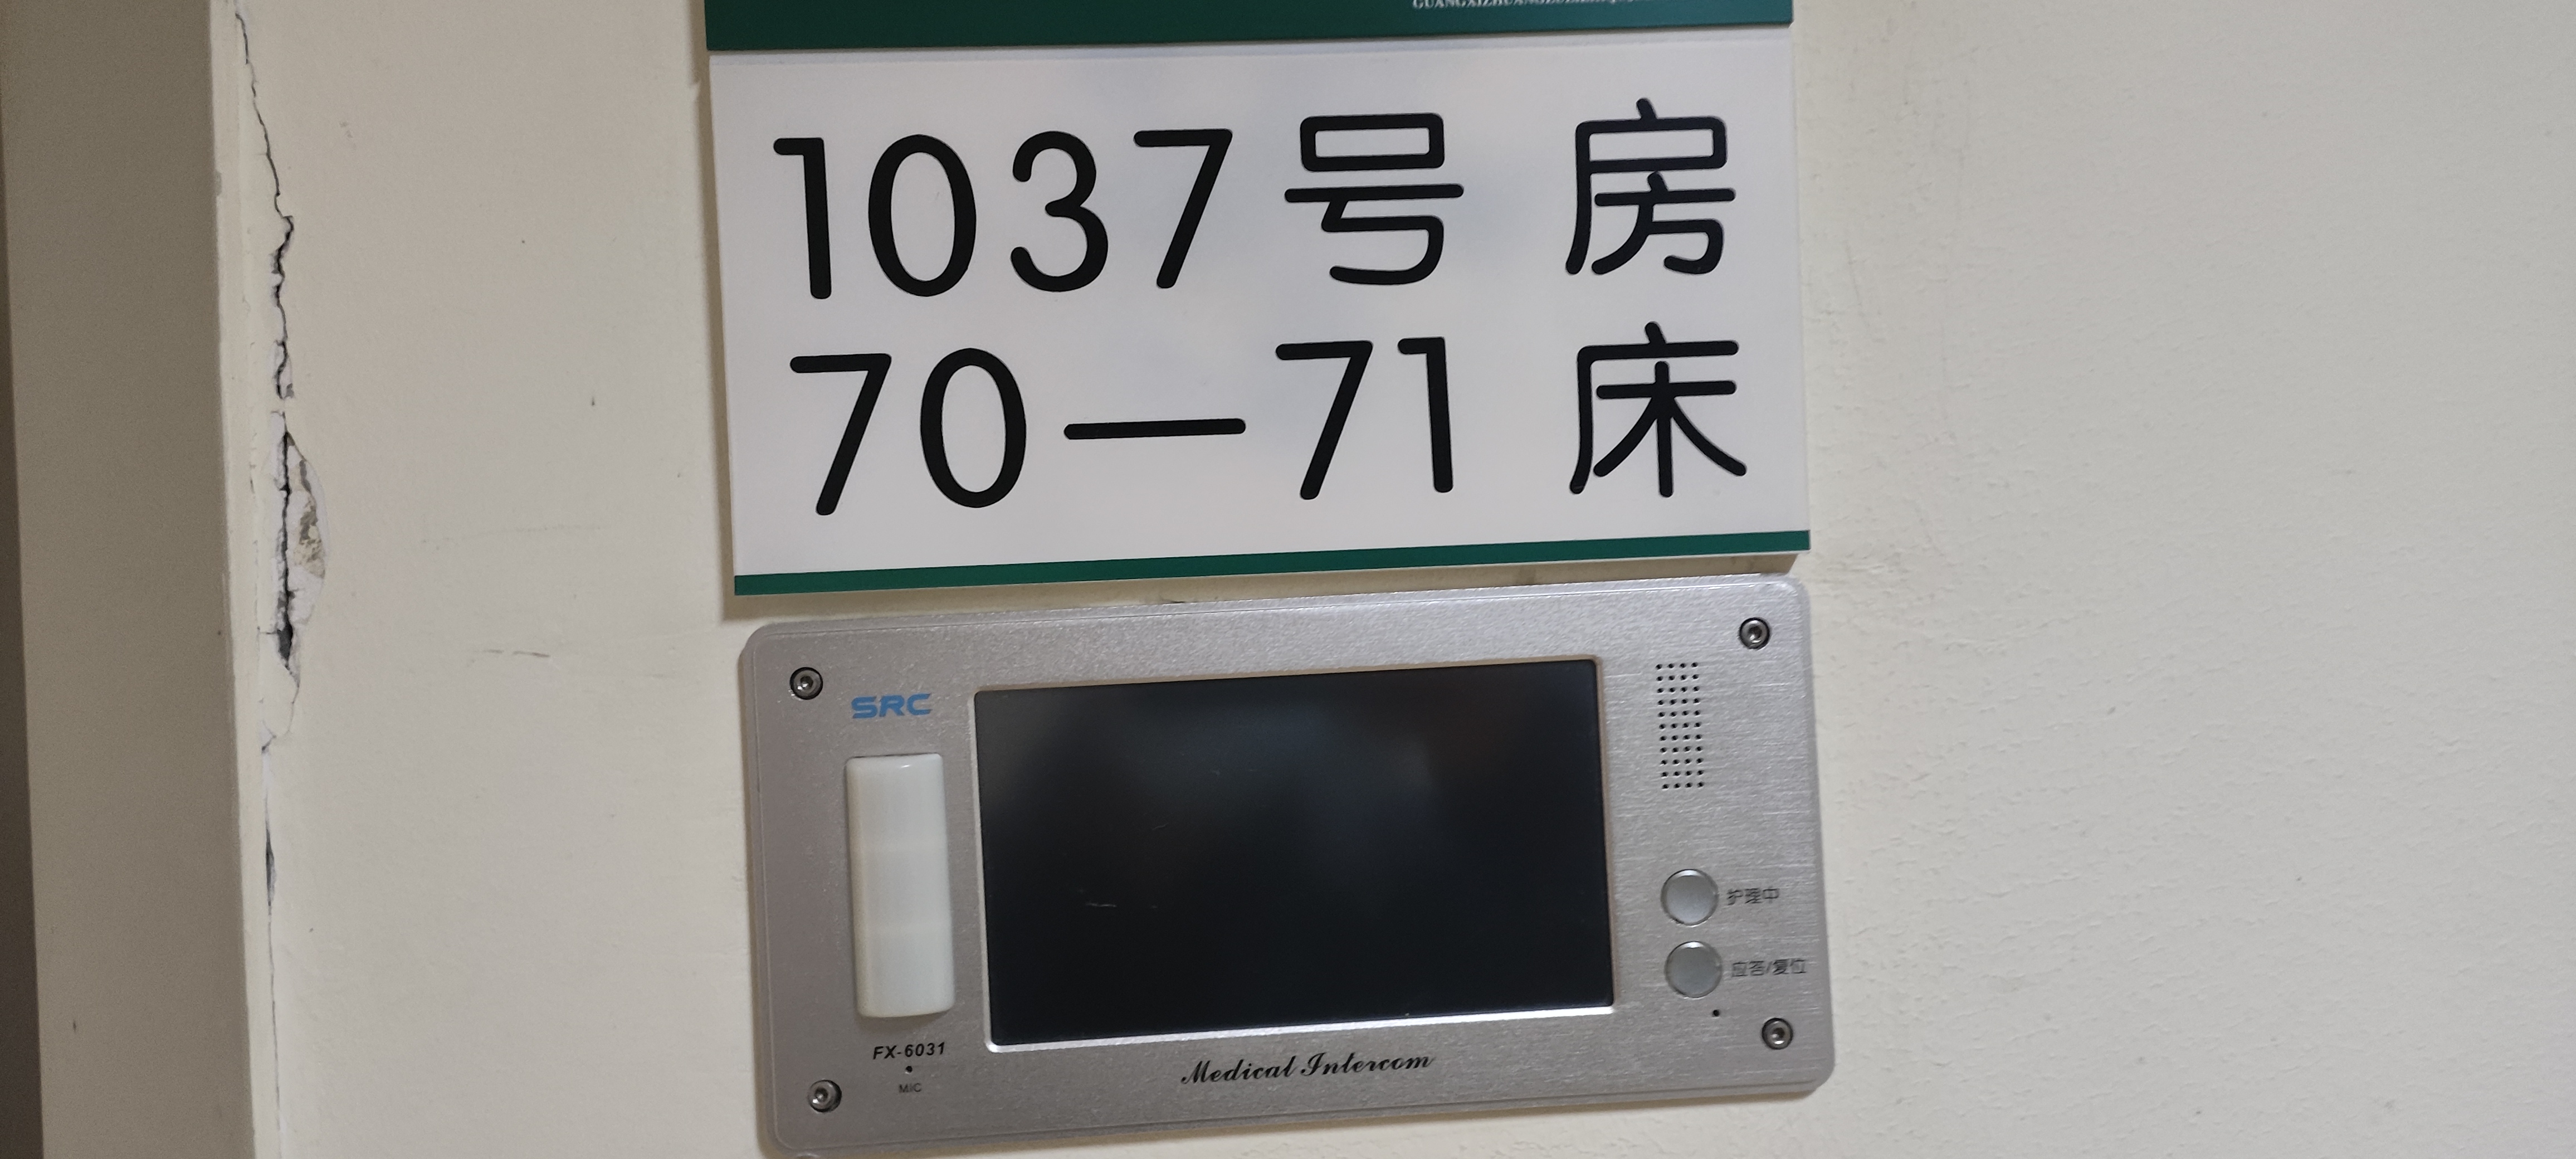 1037号 房
70—71 床
SRC
护理中
应答/复位
FX-6031
MIC
Medical Intercom